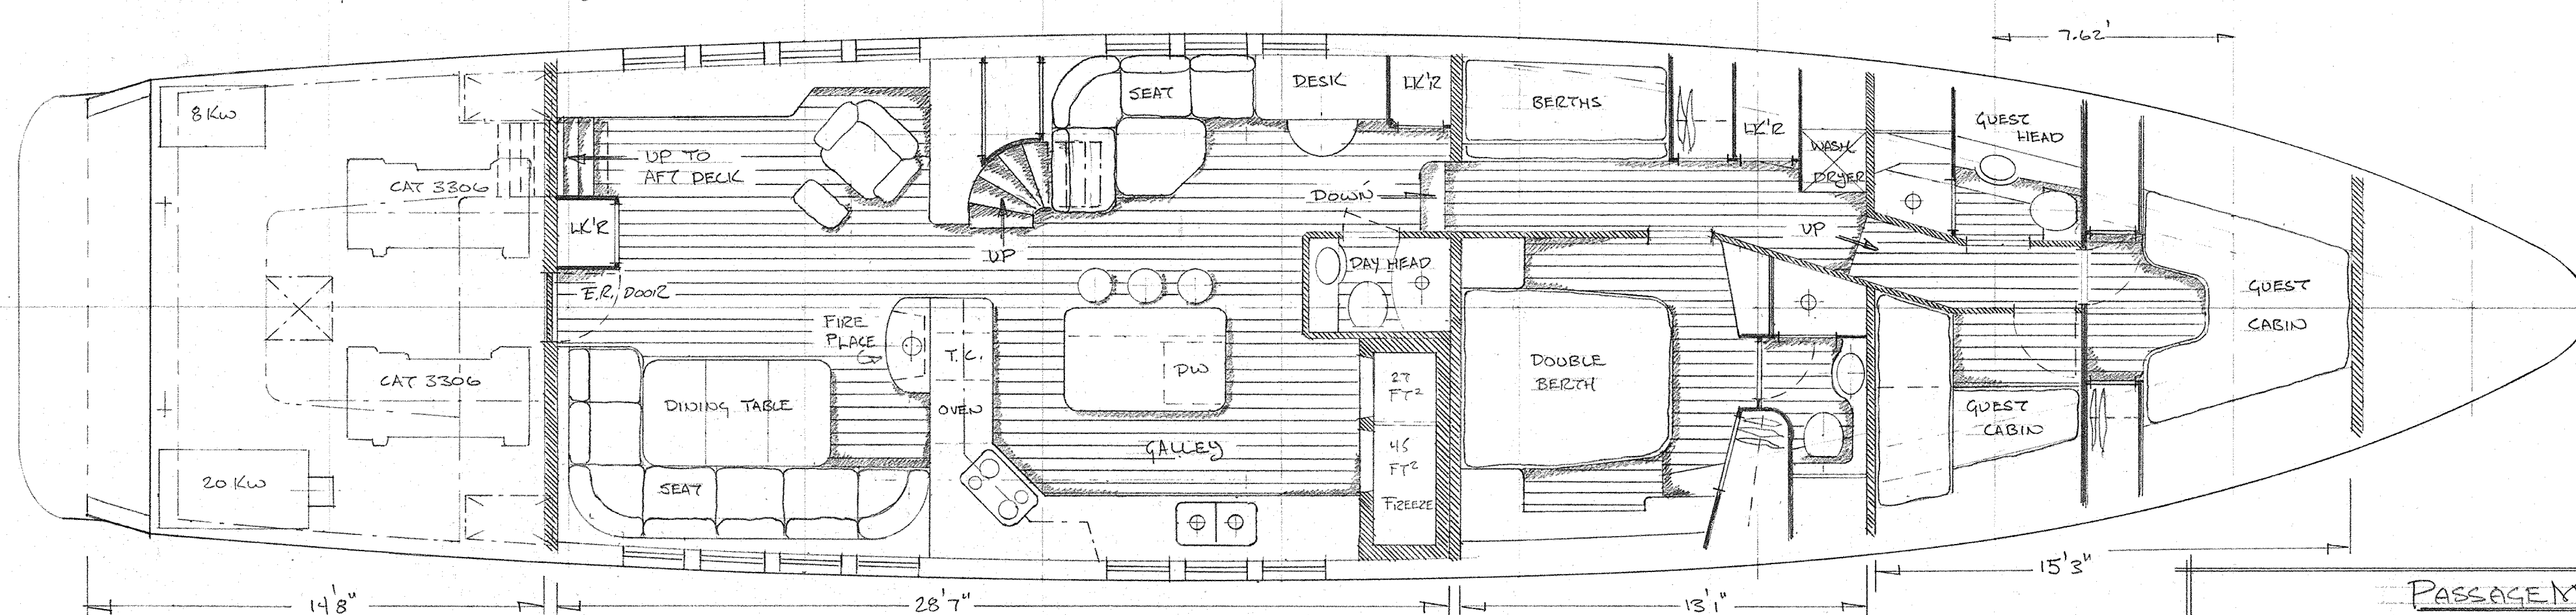 7.62'
8 KW
CAT 3306
UP TO
AFT DECK
LK'R
E.R. DOOR
CAT 3306
20 KW
DINING TABLE
SEAT
FIRE
PLACE
T.C.
OVEN
UP
SEAT
DESK
LK'R
DOWN
DAY HEAD
DW
GALLEY
27
FT²
45
FT²
FREEZE
BERTHS
LK'R
WASH
DRYER
UP
DOUBLE
BERTH
GUEST
HEAD
GUEST
CABIN
GUEST
CABIN
14'8"
28'7"
13'1"
15'3"